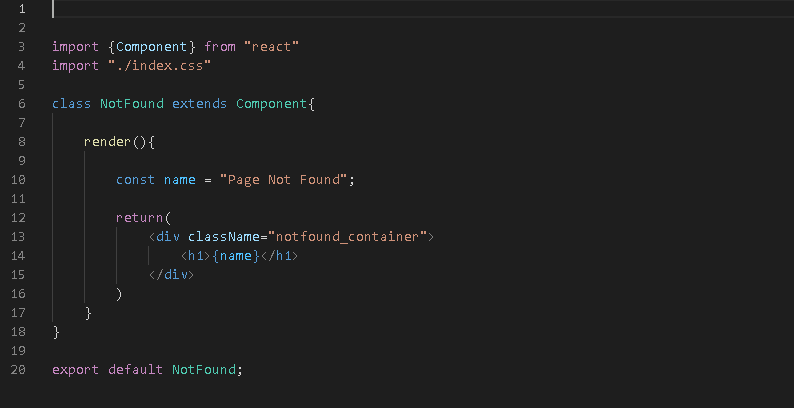 1
2
3 import {Component} from "react"
4 import "./index.css"
5
6 class NotFound extends Component{
7
8 render(){
9
10 const name = "Page Not Found";
11
12 return(
13 <div className="notfound_container">
14 <h1>{name}</h1>
15 </div>
16 )
17 }
18 }
19
20 export default NotFound;